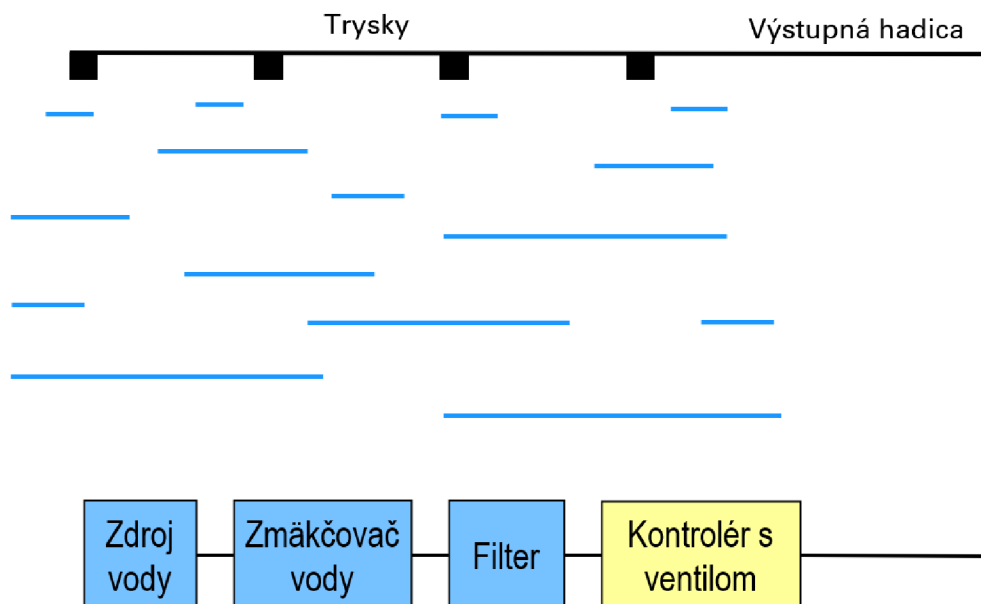 Trysky
Výstupná hadica
Zdroj
vody
Zmäkčovač
vody
Filter
Kontrolér s
ventilom